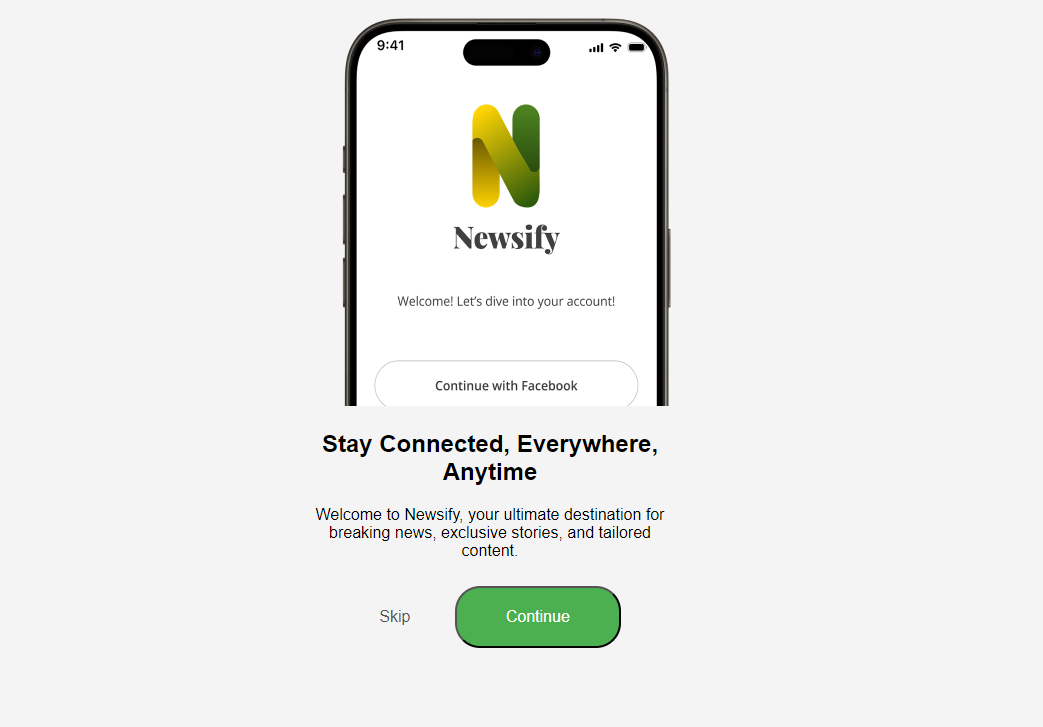 9:41
Newsify
Welcome! Let’s dive into your account!
Continue with Facebook
Stay Connected, Everywhere,
Anytime
Welcome to Newsify, your ultimate destination for
breaking news, exclusive stories, and tailored
content.
Skip
Continue